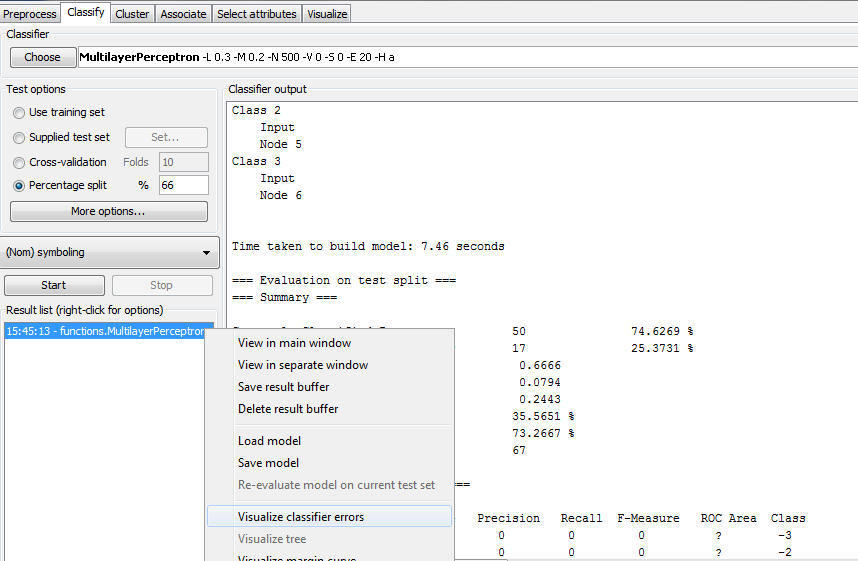 Preprocess Classify Cluster Associate Select attributes Visualize
Classifier
Choose MultilayerPerceptron -L 0.3 -M 0.2 -N 500 -V 0 -S 0 -E 20 -H a
Test options
Use training set
Supplied test set Set...
Cross-validation Folds 10
Percentage split % 66
More options...
(Nom) symboling
Start Stop
Result list (right-click for options)
15:45:13 - functions.MultilayerPerceptron
Classifier output
Class 2
Input
Node 5
Class 3
Input
Node 6
Time taken to build model: 7.46 seconds
=== Evaluation on test split ===
=== Summary ===
50 74.6269 %
17 25.3731 %
0.6666
0.0794
0.2443
35.5651 %
73.2667 %
67
===
Precision Recall F-Measure ROC Area Class
0 0 0 ? -3
0 0 0 ? -2
View in main window
View in separate window
Save result buffer
Delete result buffer
Load model
Save model
Re-evaluate model on current test set
Visualize classifier errors
Visualize tree
Visualize margin curve